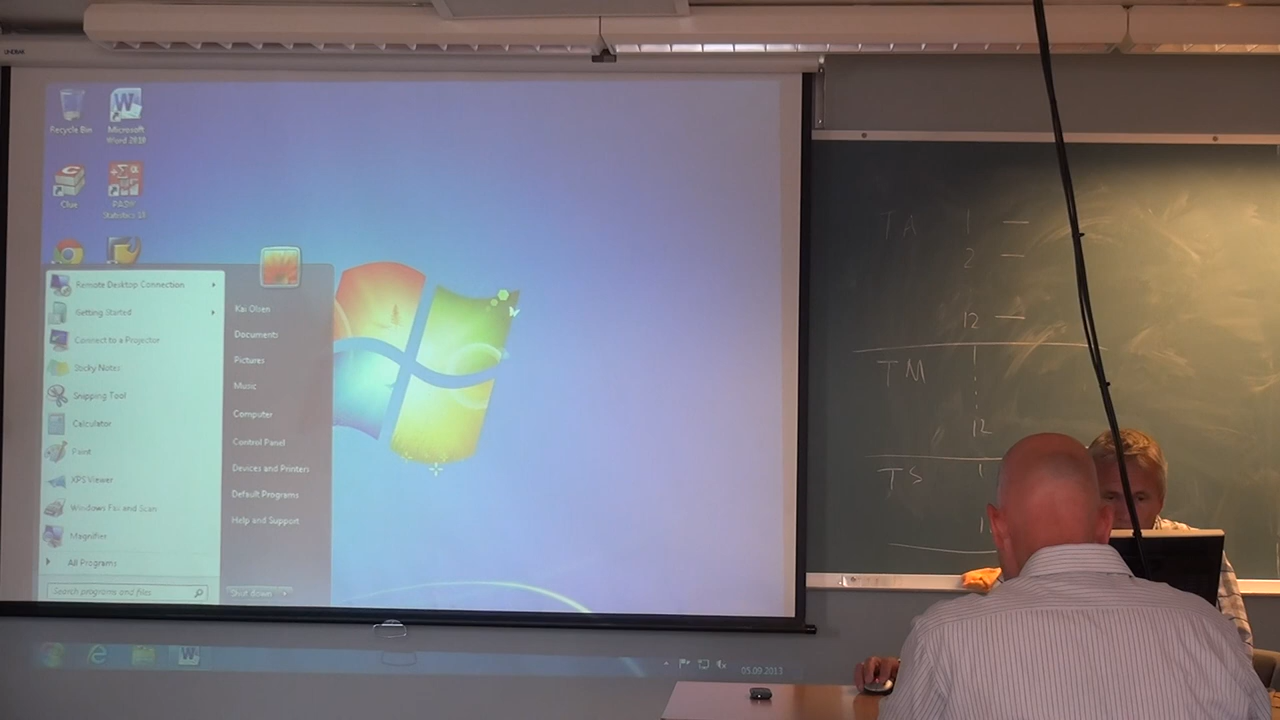 Recycle Bin
Microsoft
Word 2010
Clue
PASW
Statistics 18
Remote Desktop Connection
Getting Started
Connect to a Projector
Sticky Notes
Snipping Tool
Calculator
Paint
XPS Viewer
Windows Fax and Scan
Magnifier
All Programs
Search programs and files
Kai Olsen
Documents
Pictures
Music
Computer
Control Panel
Devices and Printers
Default Programs
Help and Support
Shut down
05.09.2013
TA 1 —
2 —
12 —
TM 1
12
TS 1